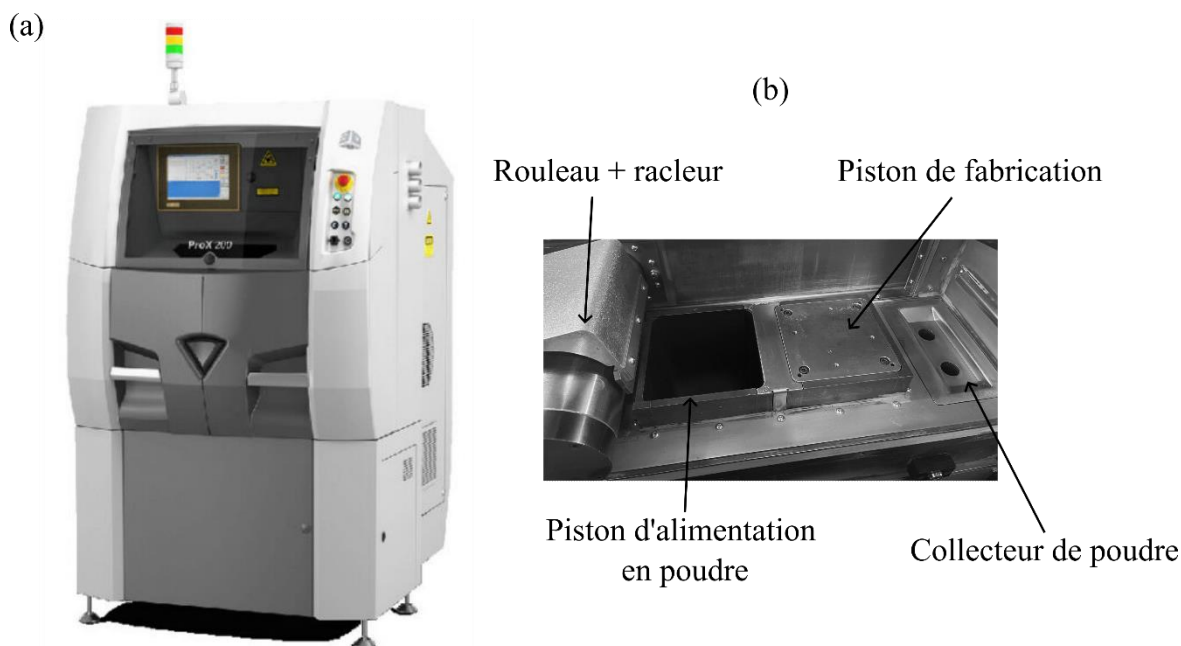 (a)
(b)
Rouleau + racleur
Piston de fabrication
ProX 200
Piston d'alimentation
en poudre
Collecteur de poudre